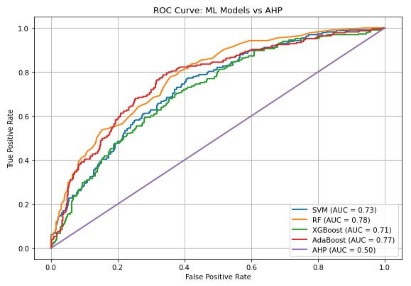 ROC Curve: ML Models vs AHP
True Positive Rate
1.0
0.8
0.6
0.4
0.2
0.0
0.0 0.2 0.4 0.6 0.8 1.0
False Positive Rate
SVM (AUC = 0.73)
RF (AUC = 0.78)
XGBoost (AUC = 0.71)
AdaBoost (AUC = 0.77)
AHP (AUC = 0.50)